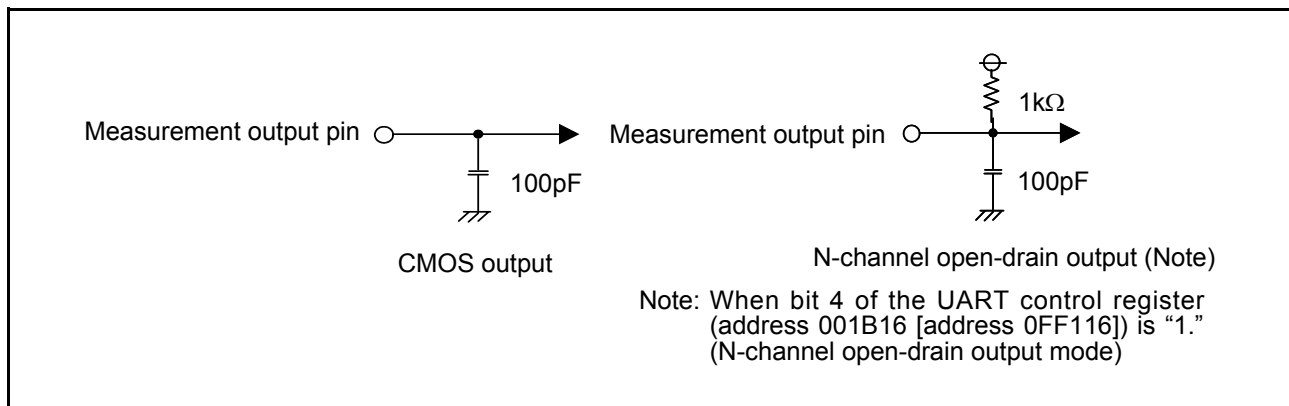 Measurement output pin
100pF
CMOS output
Measurement output pin
1kΩ
100pF
N-channel open-drain output (Note)
Note: When bit 4 of the UART control register
(address 001B16 [address 0FF116]) is “1.”
(N-channel open-drain output mode)